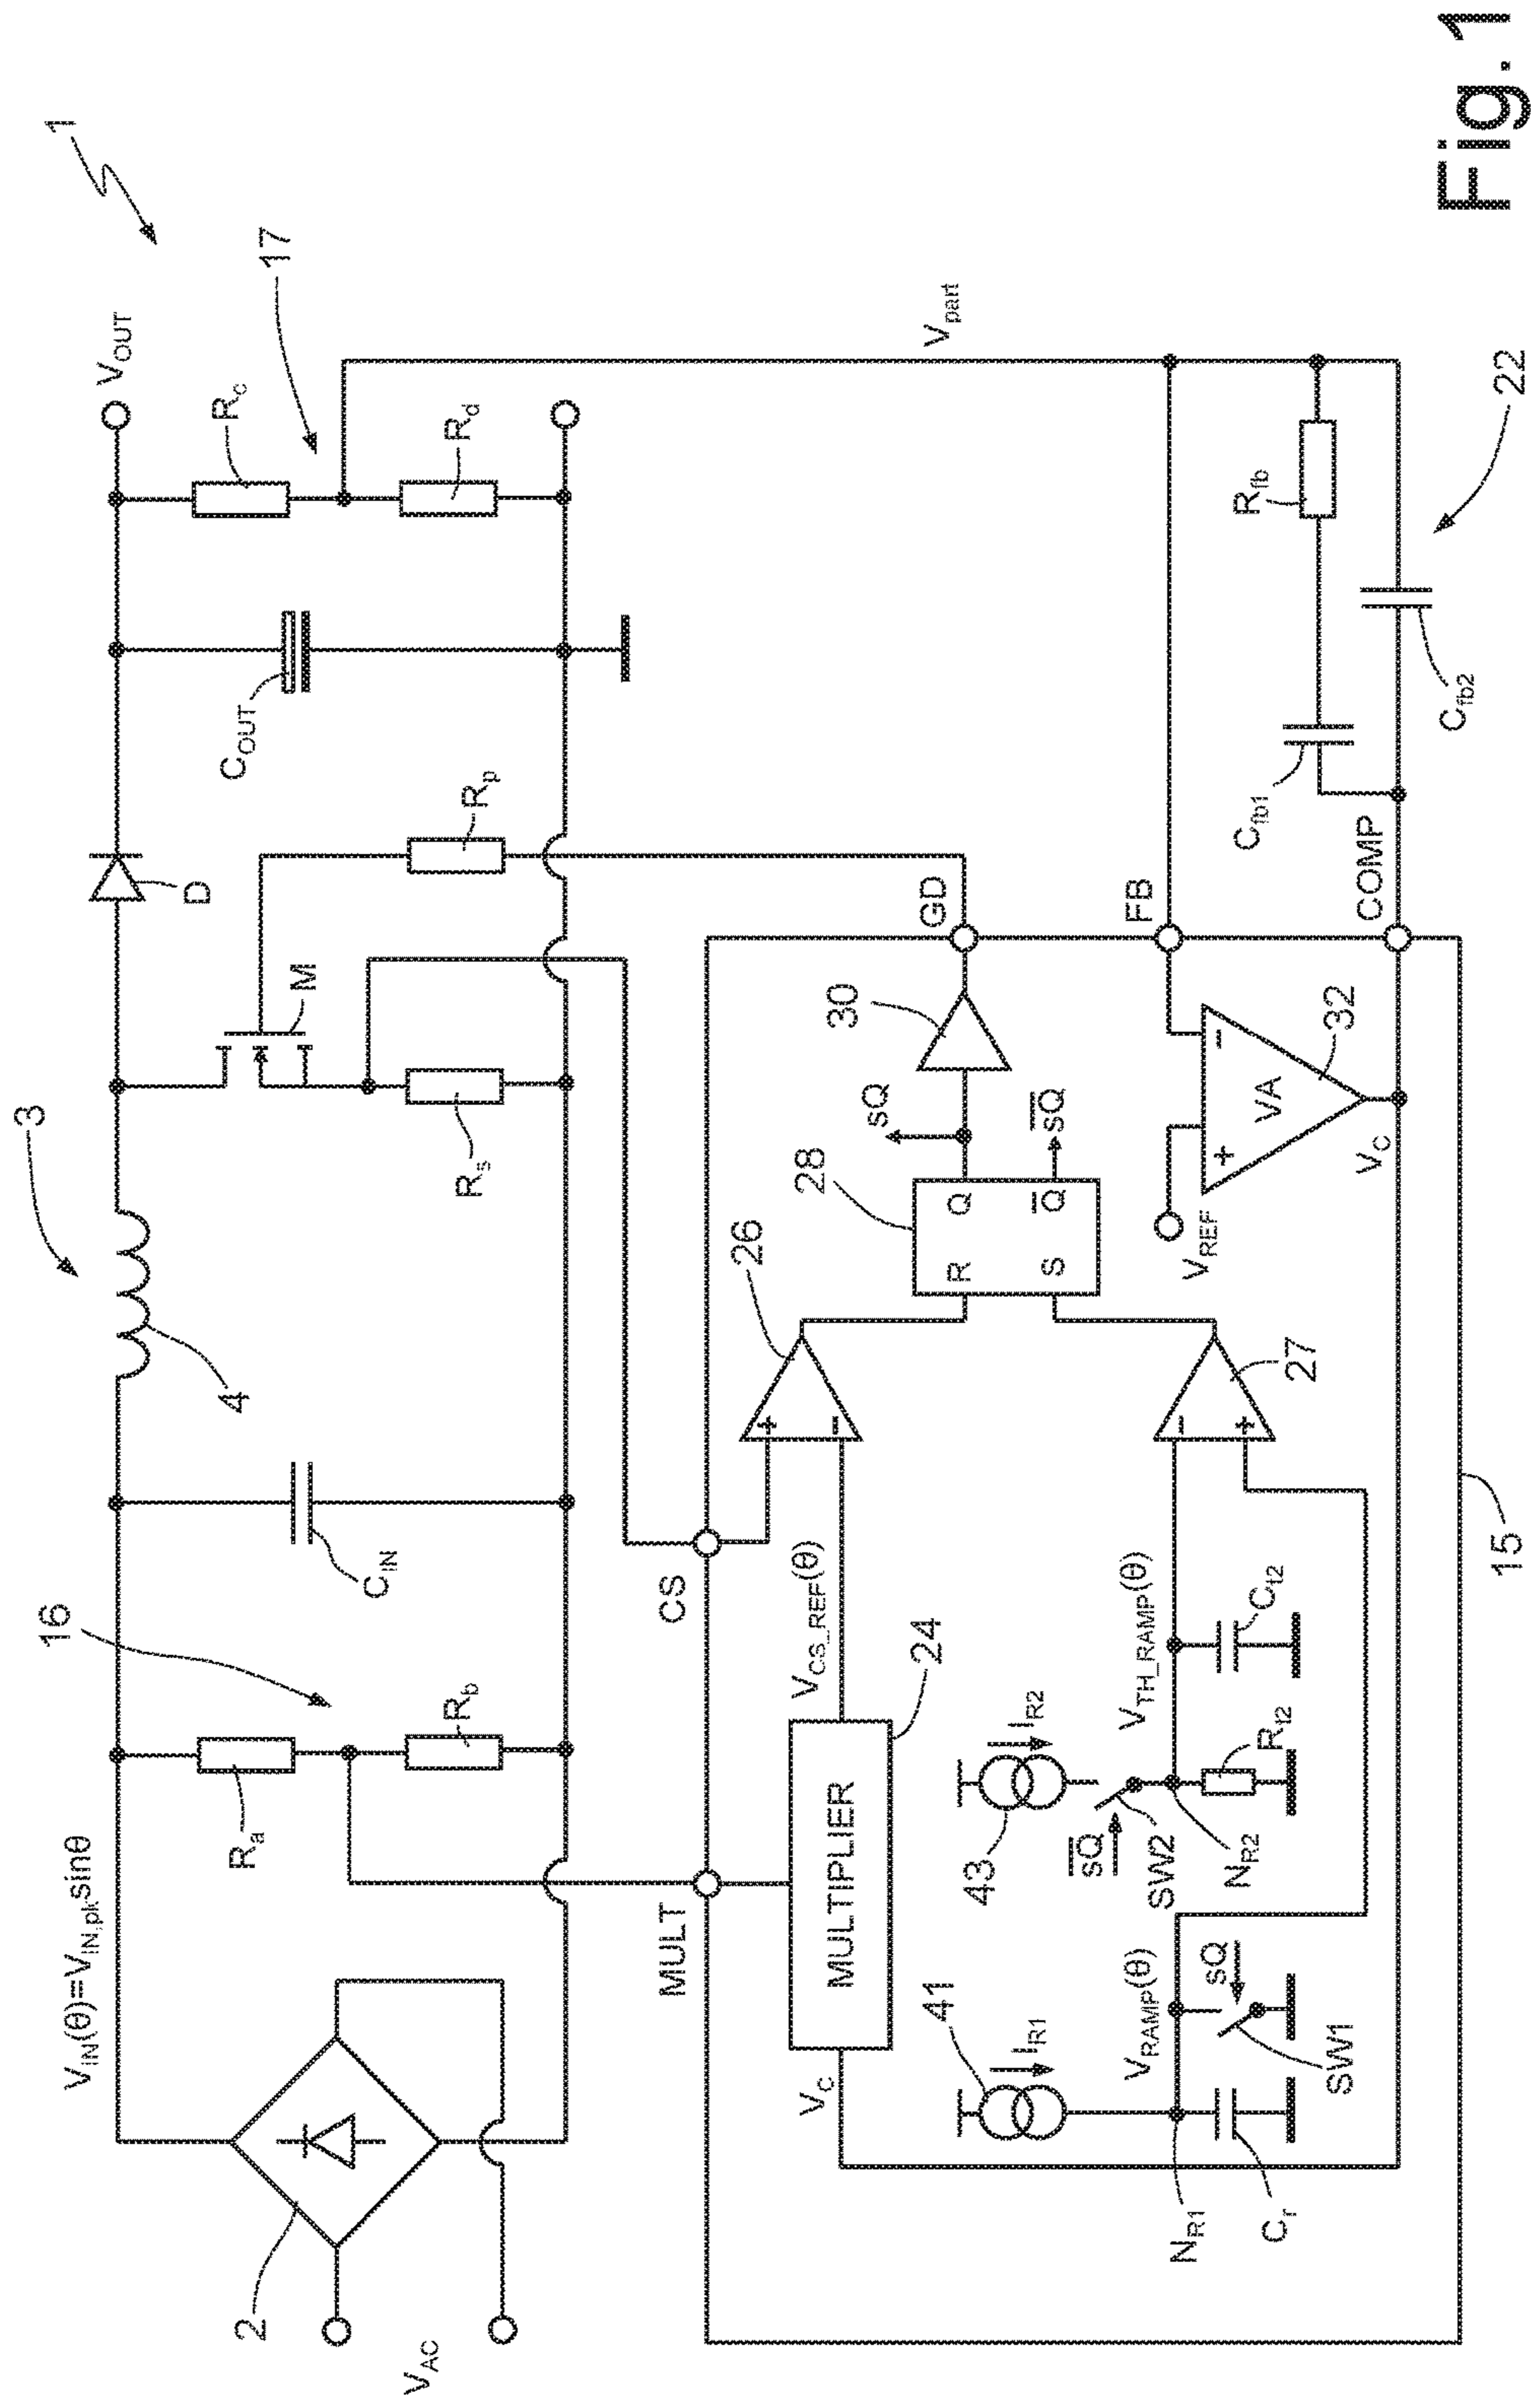 1
V_IN(θ)=V_IN,pk sinθ
16
3
V_OUT
17
R_a
R_b
C_IN
4
D
M
R_s
R_p
C_OUT
R_c
R_d
2
V_AC
MULT
CS
V_part
V_C
MULTIPLIER
24
V_CS_REF(θ)
26
28
R
Q
S
Q̅
sQ
s̅Q̅
30
GD
41
I_R1
43
I_R2
s̅Q̅
SW2
N_R2
V_TH_RAMP(θ)
R_t2
C_t2
27
V_RAMP(θ)
sQ
SW1
N_R1
C_r
V_REF
VA
32
FB
V_C
COMP
15
C_fb1
R_fb
C_fb2
22
+
−
−
+
+
−
Fig. 1